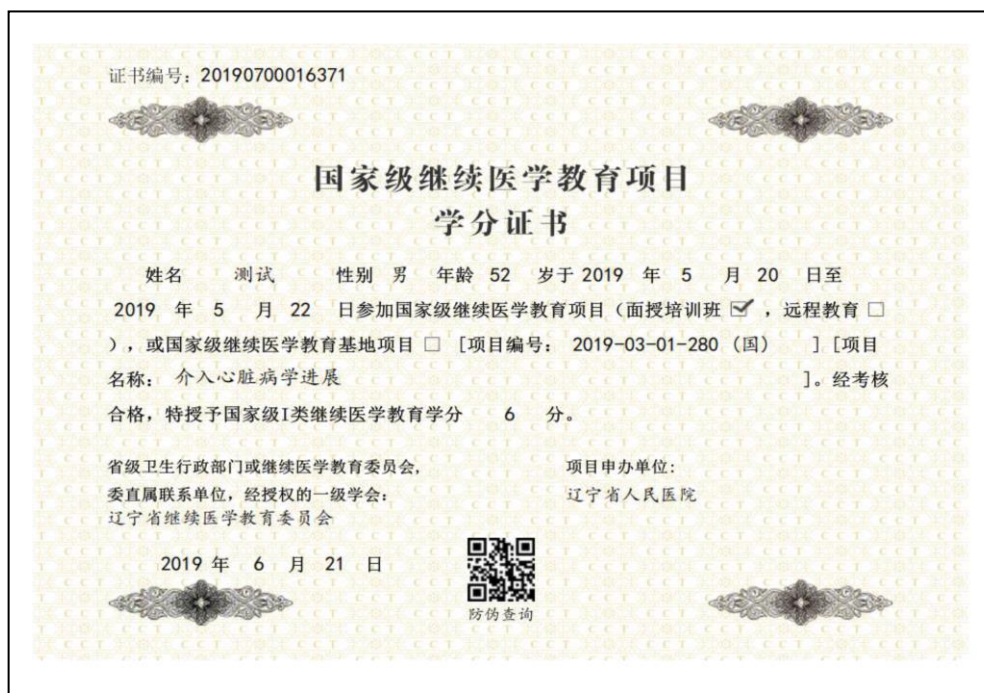 证书编号：20190700016371
国家级继续医学教育项目
学分证书
姓名 测试 性别 男 年龄 52 岁于 2019 年 5 月 20 日至
2019 年 5 月 22 日参加国家级继续医学教育项目（面授培训班 ☑ ，远程教育 □
），或国家级继续医学教育基地项目 □ [项目编号： 2019-03-01-280（国） ] [项目
名称： 介入心脏病学进展 ]。经考核
合格，特授予国家级I类继续医学教育学分 6 分。
省级卫生行政部门或继续医学教育委员会,
委直属联系单位，经授权的一级学会：
辽宁省继续医学教育委员会
项目申办单位：
辽宁省人民医院
2019 年 6 月 21 日
防伪查询